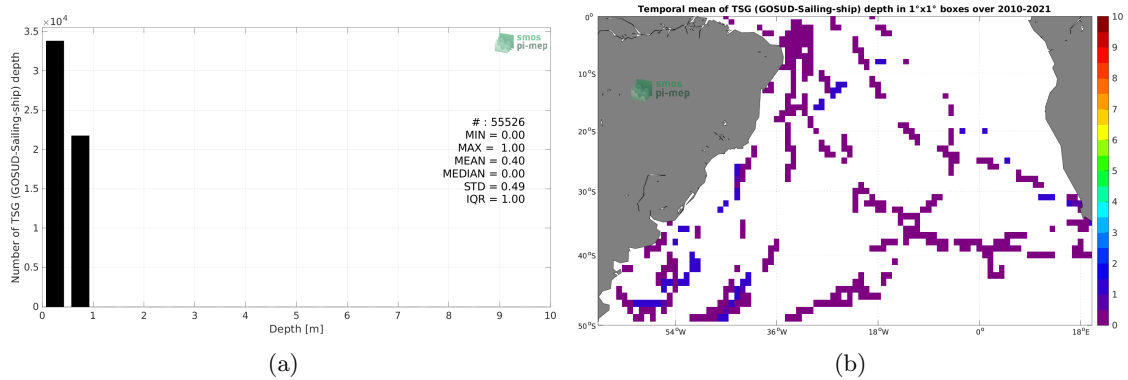 ×10⁴
3.5
3
2.5
2
1.5
1
0.5
0
0 1 2 3 4 5 6 7 8 9 10
Number of TSG (GOSUD-Sailing-ship) depth
Depth [m]
smos
pi-mep
# : 55526
MIN = 0.00
MAX = 1.00
MEAN = 0.40
MEDIAN = 0.00
STD = 0.49
IQR = 1.00
(a)
Temporal mean of TSG (GOSUD-Sailing-ship) depth in 1°x1° boxes over 2010-2021
smos
pi-mep
0°
10°S
20°S
30°S
40°S
50°S
54°W 36°W 18°W 0° 18°E
10
9
8
7
6
5
4
3
2
1
0
(b)